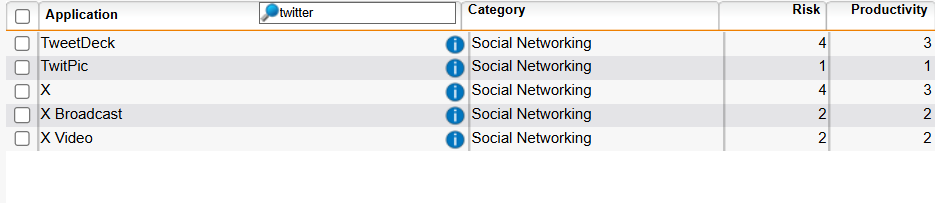 Application twitter Category Risk Productivity
TweetDeck i Social Networking 4 3
TwitPic i Social Networking 1 1
X i Social Networking 4 3
X Broadcast i Social Networking 2 2
X Video i Social Networking 2 2